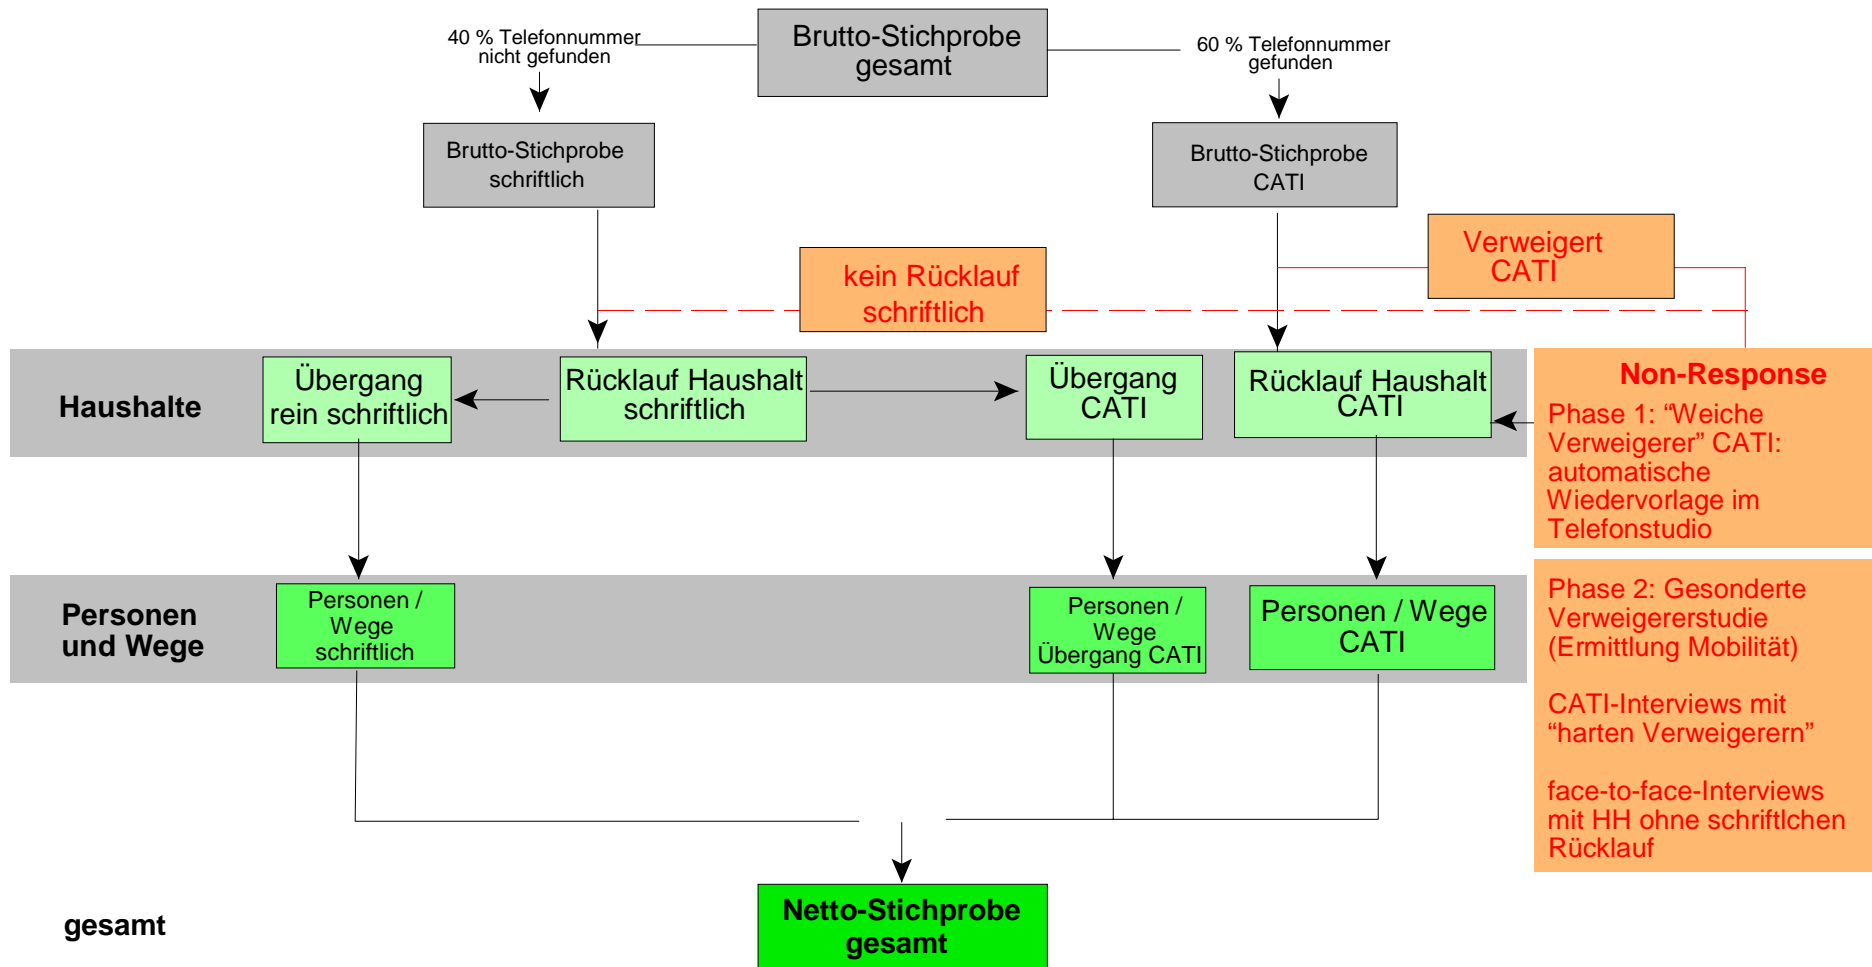 Brutto-Stichprobe
gesamt
40 % Telefonnummer
nicht gefunden
60 % Telefonnummer
gefunden
Brutto-Stichprobe
schriftlich
Brutto-Stichprobe
CATI
kein Rücklauf
schriftlich
Verweigert
CATI
Haushalte
Übergang
rein schriftlich
Rücklauf Haushalt
schriftlich
Übergang
CATI
Rücklauf Haushalt
CATI
Non-Response
Phase 1: “Weiche
Verweigerer” CATI:
automatische
Wiedervorlage im
Telefonstudio
Personen
und Wege
Personen /
Wege
schriftlich
Personen /
Wege
Übergang CATI
Personen / Wege
CATI
Phase 2: Gesonderte
Verweigererstudie
(Ermittlung Mobilität)
CATI-Interviews mit
“harten Verweigerern”
face-to-face-Interviews
mit HH ohne schriftlchen
Rücklauf
gesamt
Netto-Stichprobe
gesamt